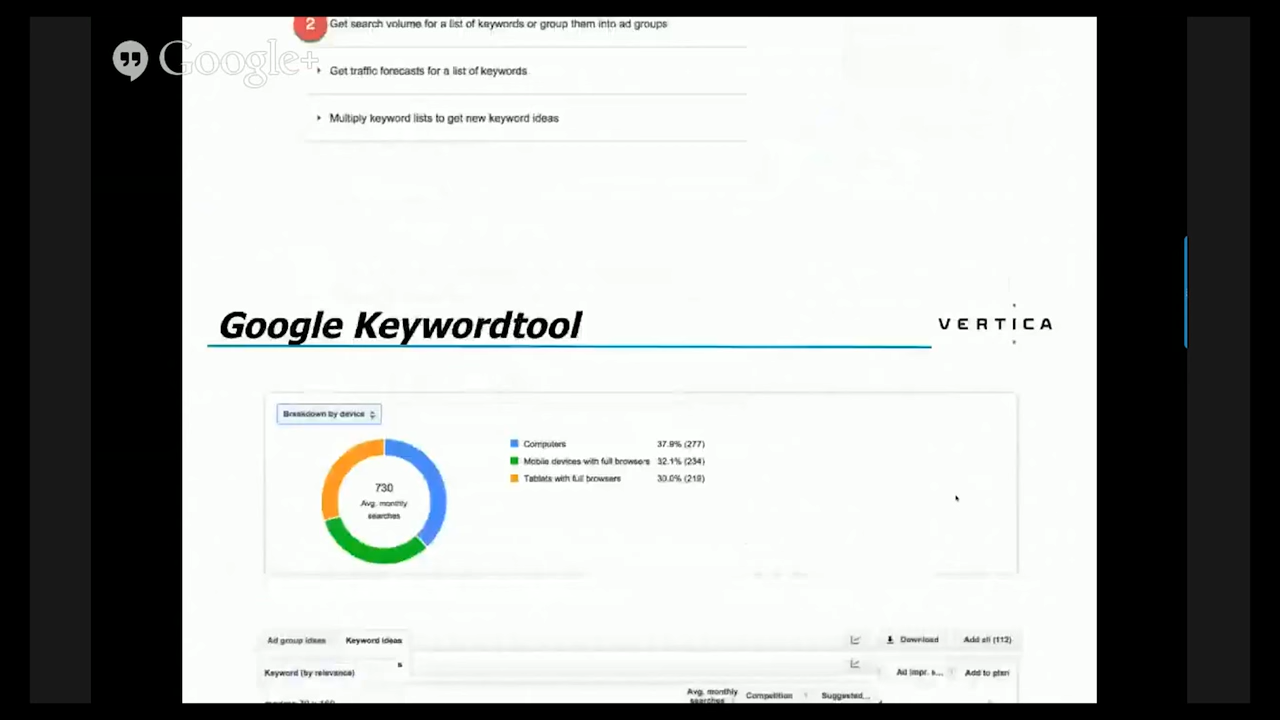 Google+
2
Get search volume for a list of keywords or group them into ad groups
Get traffic forecasts for a list of keywords
Multiply keyword lists to get new keyword ideas
Google Keywordtool
VERTICA
Breakdown by device
730
Avg. monthly
searches
Computers 37.9% (277)
Mobile devices with full browsers 32.1% (234)
Tablets with full browsers 30.0% (219)
Ad group ideas Keyword ideas Download Add all (112)
Keyword (by relevance) Ad impr. s... Add to plan
Avg. monthly
searches Competition Suggested...